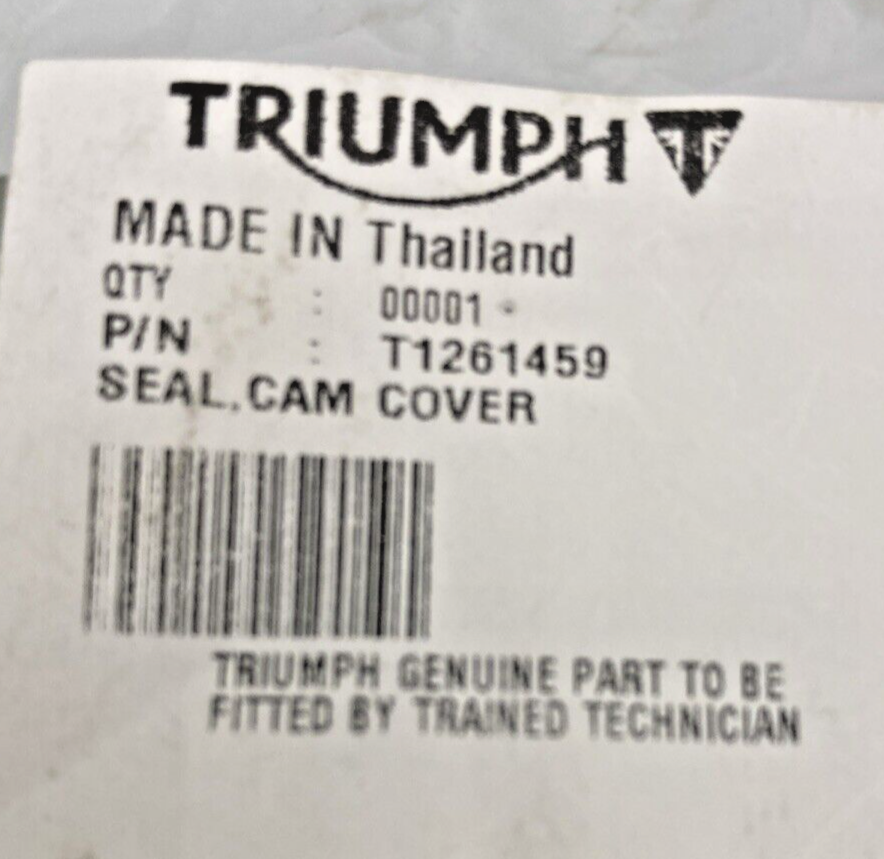 TRIUMPH
MADE IN Thailand
QTY : 00001
P/N : T1261459
SEAL.CAM COVER
TRIUMPH GENUINE PART TO BE
FITTED BY TRAINED TECHNICIAN